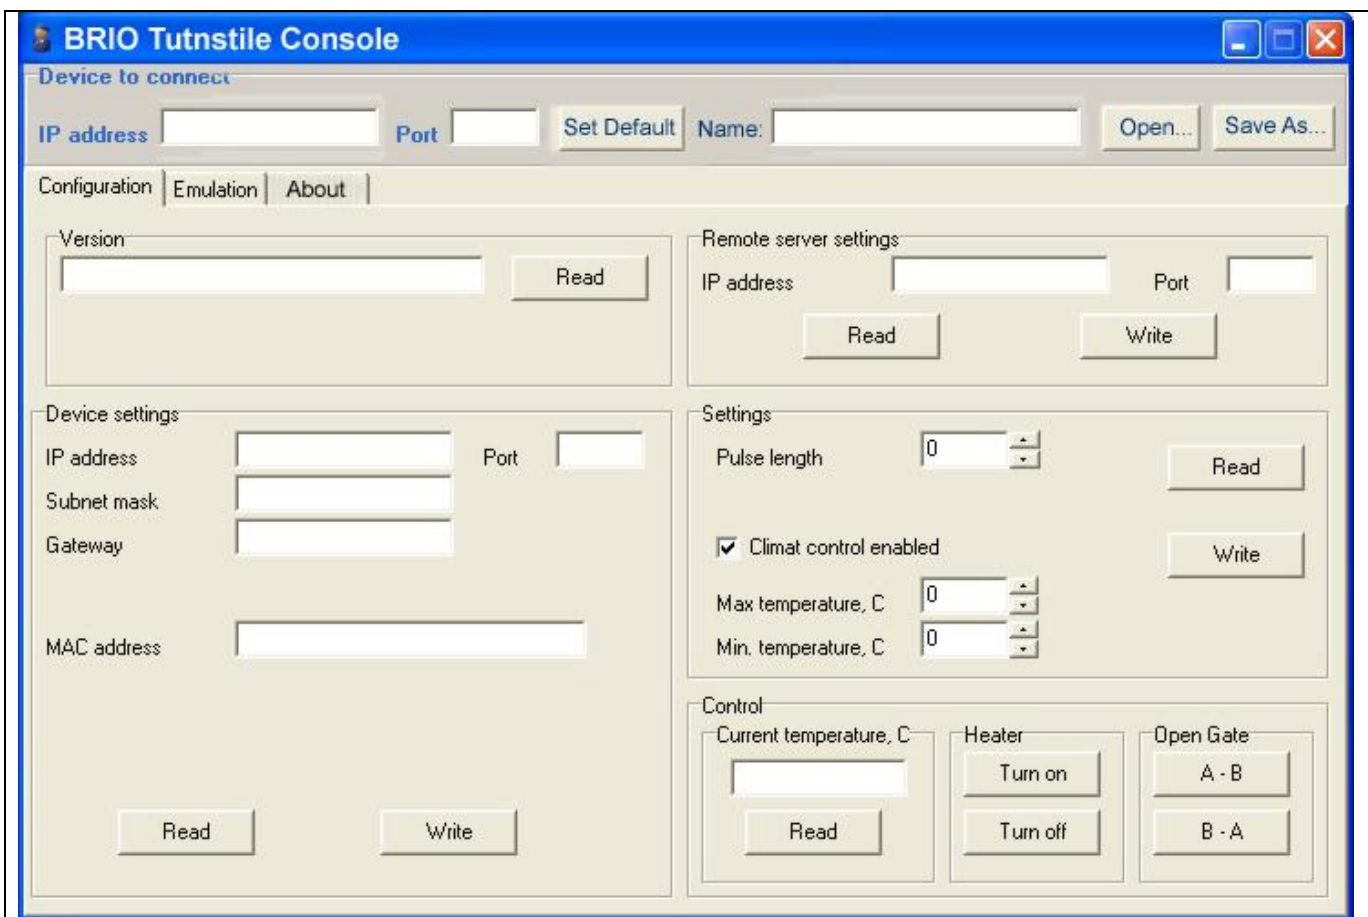 BRIO Tutnstile Console
Device to connect
IP address Port Set Default Name: Open... Save As...
Configuration Emulation About
Version
Read
Remote server settings
IP address Port
Read Write
Device settings
IP address Port
Subnet mask
Gateway
MAC address
Read Write
Settings
Pulse length 0
Read
Climat control enabled
Write
Max temperature, C 0
Min. temperature, C 0
Control
Current temperature, C Heater Open Gate
Turn on A - B
Read Turn off B - A